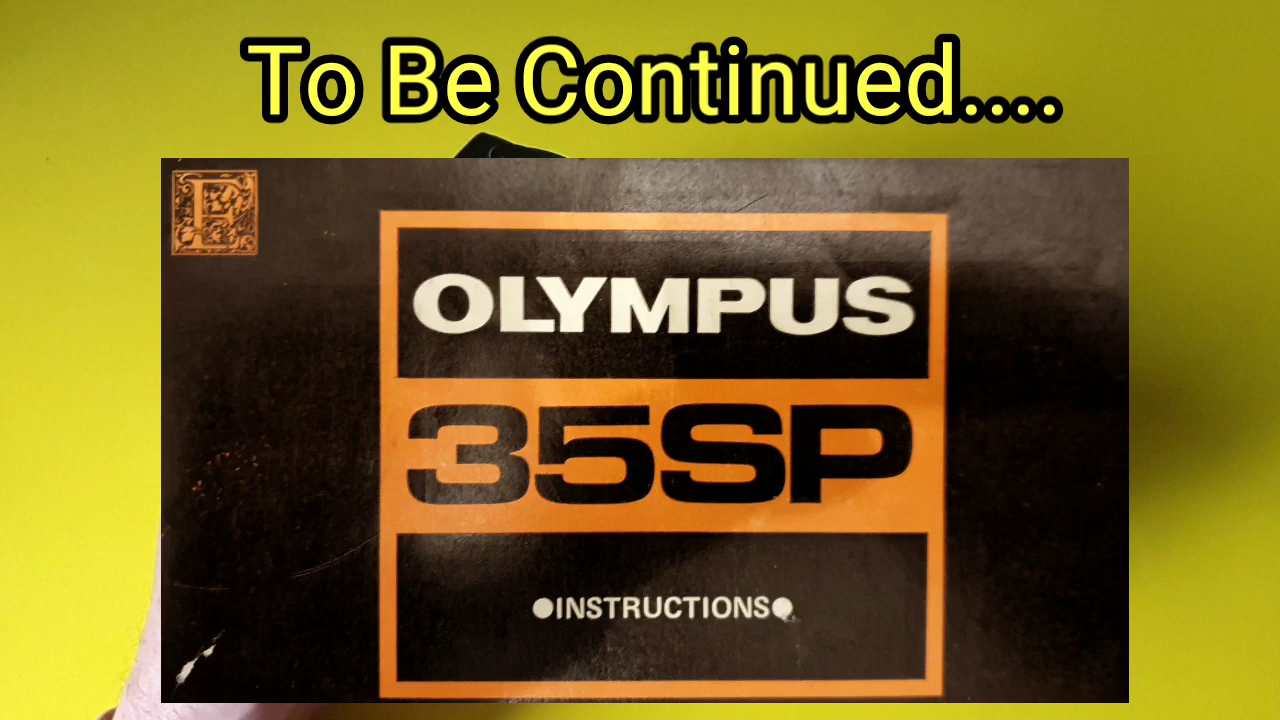 To Be Continued....
E
OLYMPUS
35SP
●INSTRUCTIONS●